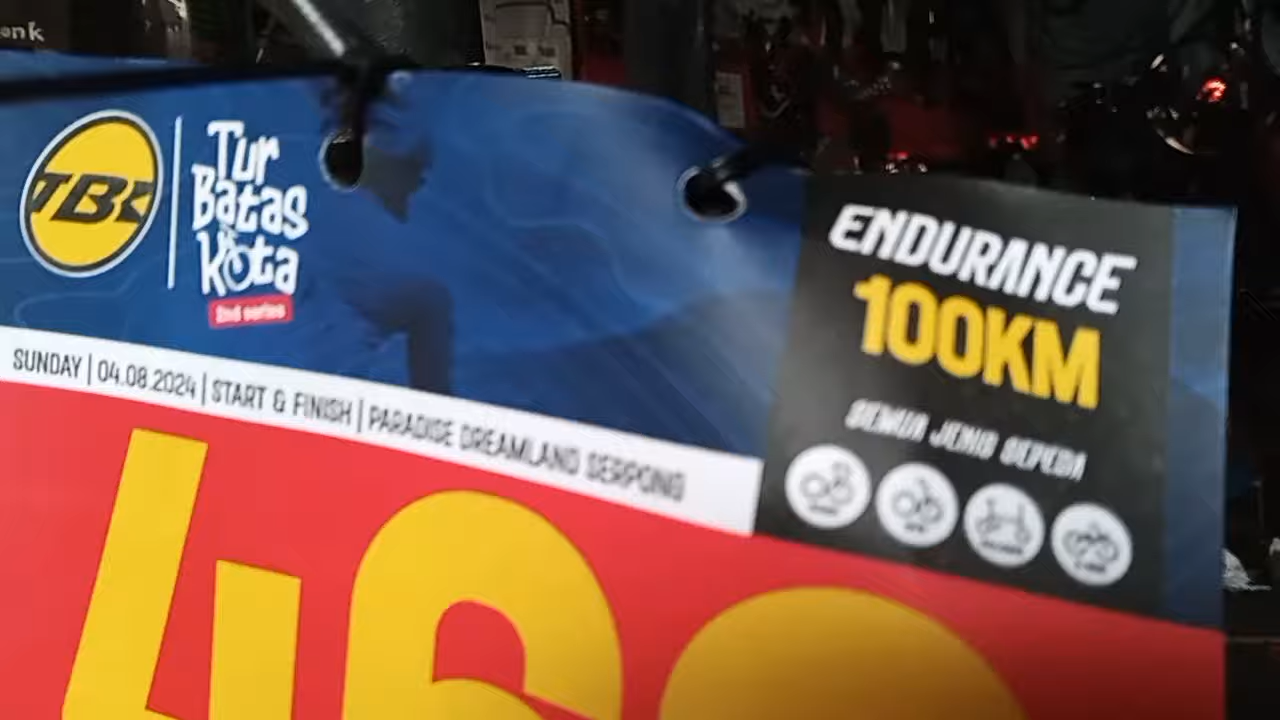 TBK
Tur
Batas
Kota
2nd series
ENDURANCE
100KM
SEMUA JENIS SEPEDA
SUNDAY | 04.08.2024 | START & FINISH | PARADISE DREAMLAND SERPONG